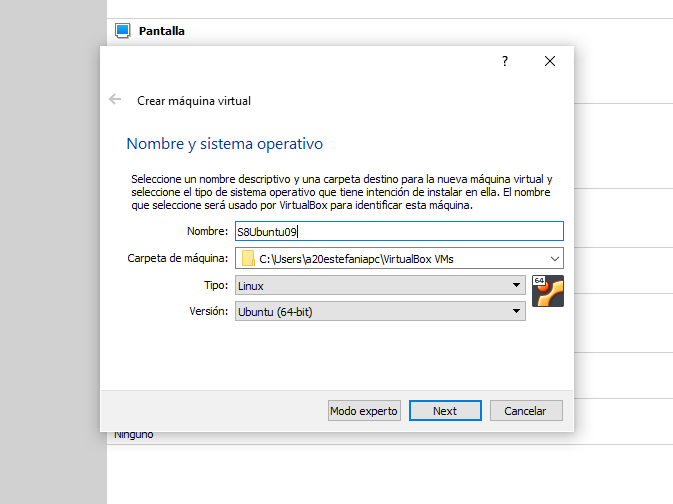 Pantalla
?
Crear máquina virtual
Nombre y sistema operativo
Seleccione un nombre descriptivo y una carpeta destino para la nueva máquina virtual y
seleccione el tipo de sistema operativo que tiene intención de instalar en ella. El nombre
que seleccione será usado por VirtualBox para identificar esta máquina.
Nombre: S8Ubuntu09
Carpeta de máquina: C:\Users\a20estefaniapc\VirtualBox VMs
Tipo: Linux
64
Versión: Ubuntu (64-bit)
Modo experto Next Cancelar
Ninguno